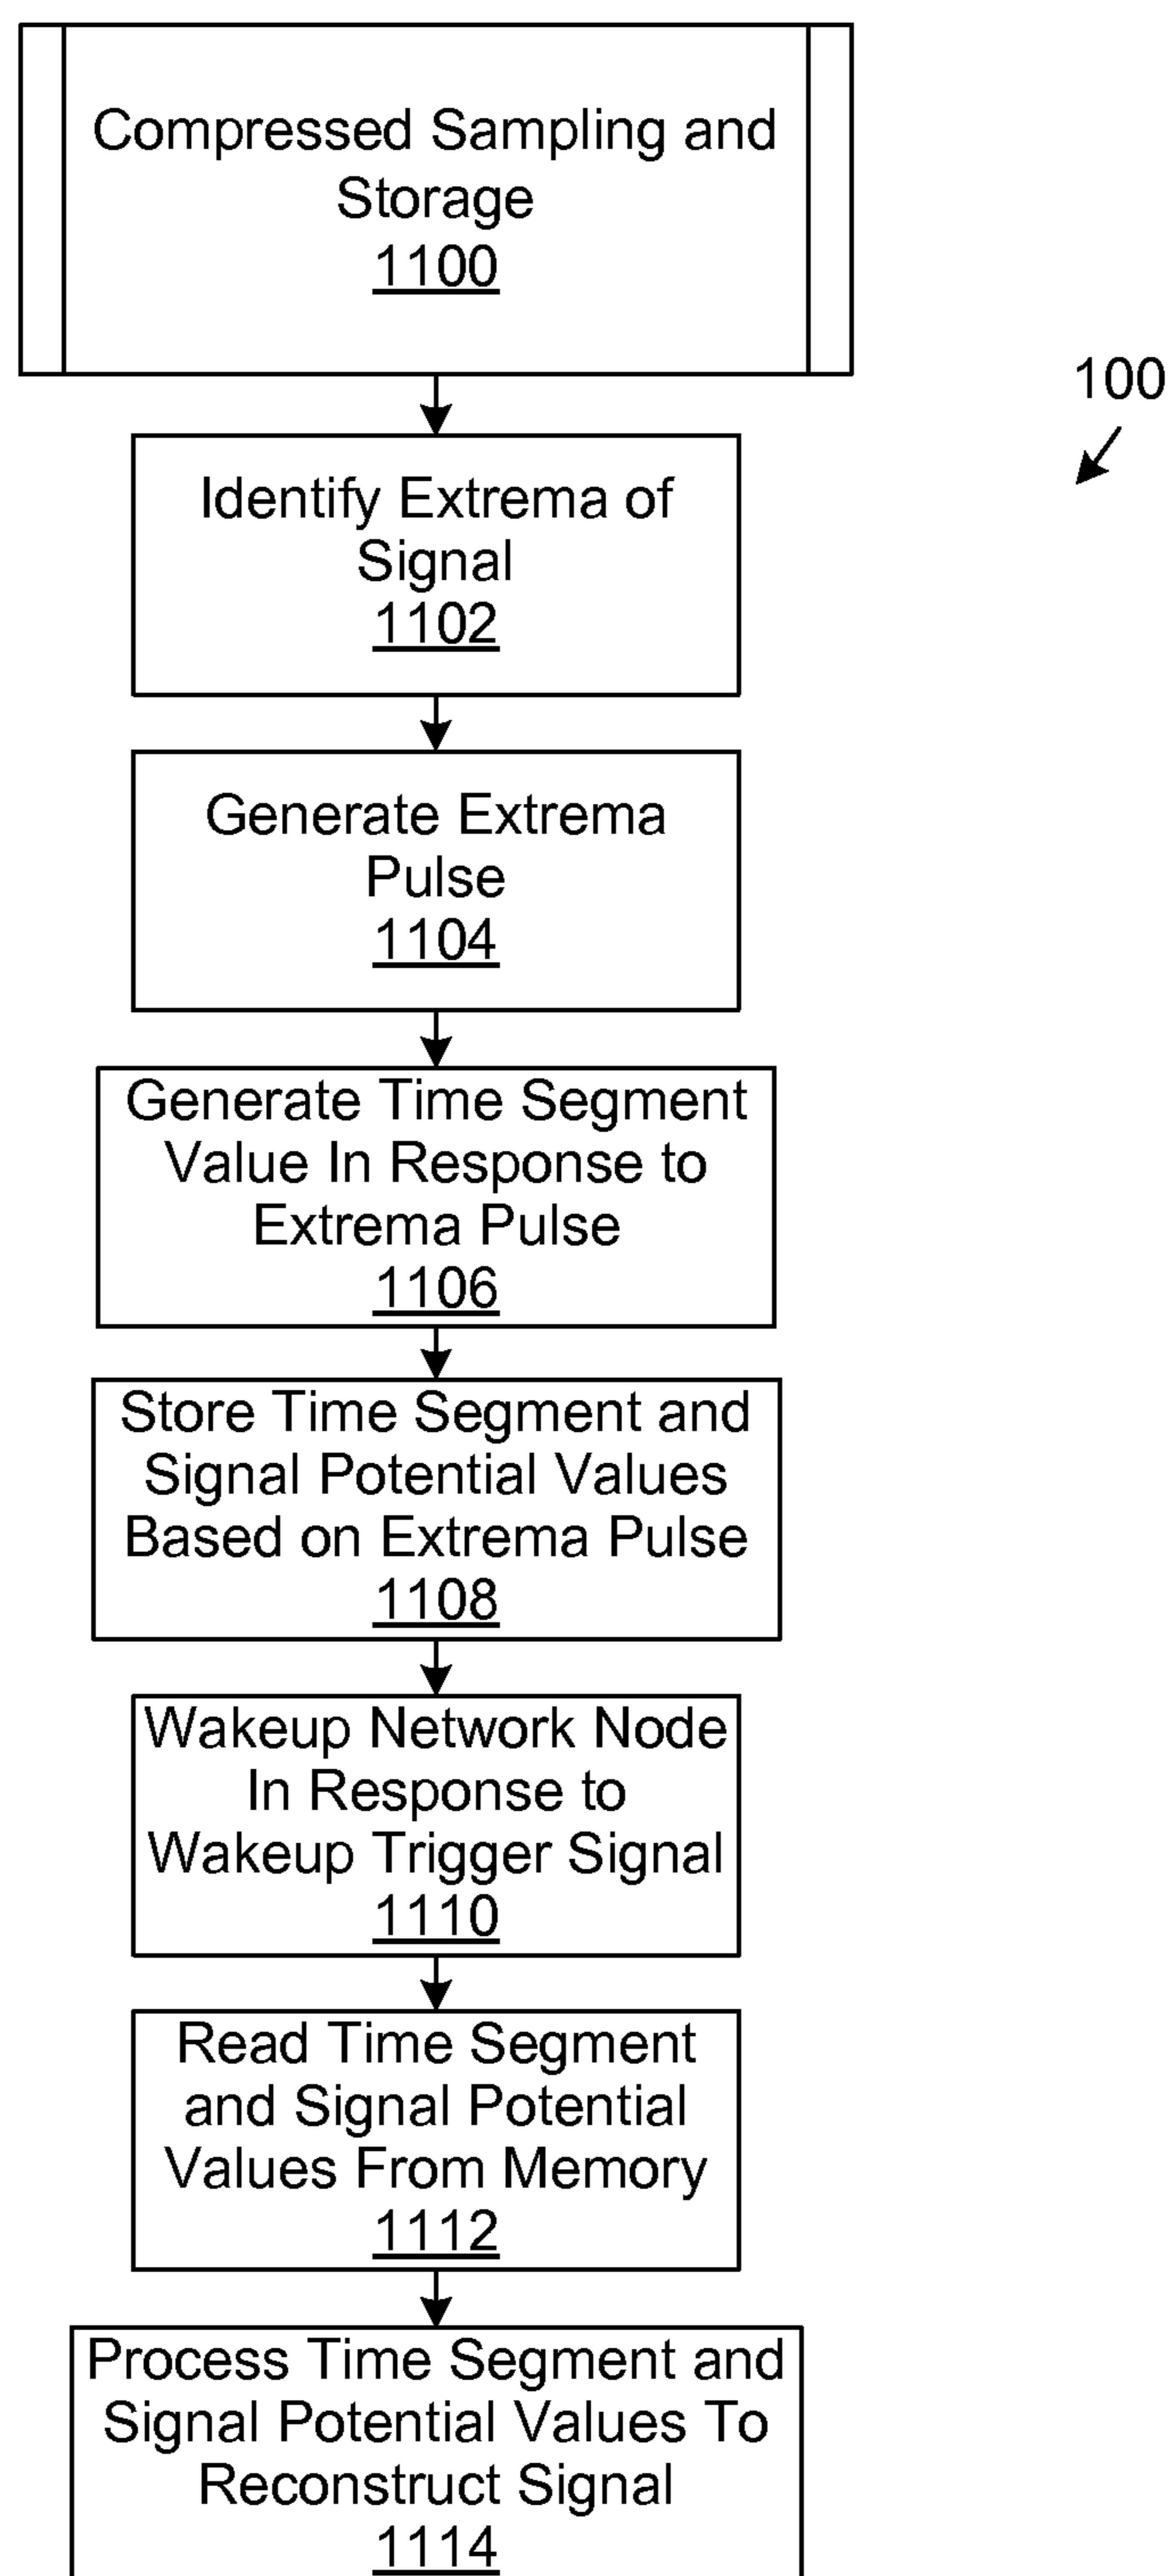 Compressed Sampling and
Storage
1100
100
Identify Extrema of
Signal
1102
Generate Extrema
Pulse
1104
Generate Time Segment
Value In Response to
Extrema Pulse
1106
Store Time Segment and
Signal Potential Values
Based on Extrema Pulse
1108
Wakeup Network Node
In Response to
Wakeup Trigger Signal
1110
Read Time Segment
and Signal Potential
Values From Memory
1112
Process Time Segment and
Signal Potential Values To
Reconstruct Signal
1114